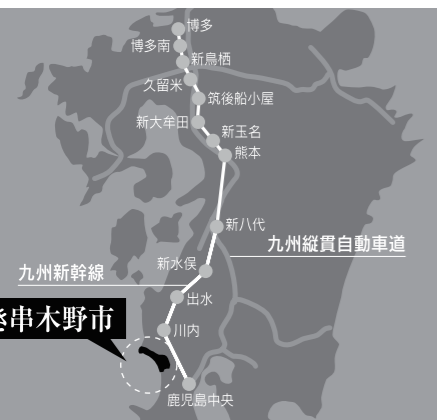 博多
博多南
新鳥栖
久留米
筑後船小屋
新大牟田
新玉名
熊本
新八代
九州縦貫自動車道
新水俣
九州新幹線
出水
き串木野市
川内
鹿児島中央